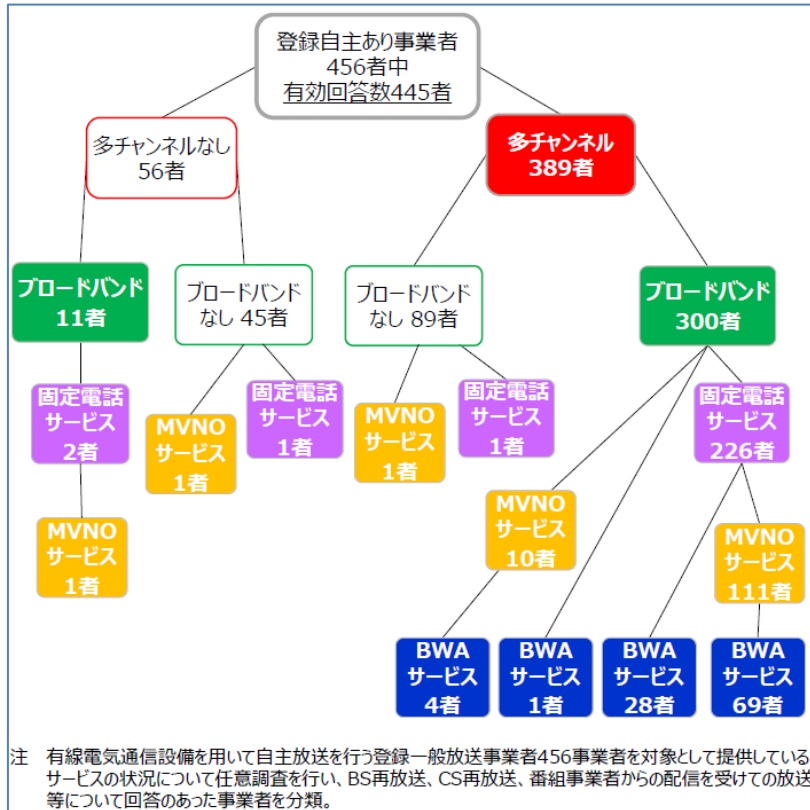 登録自主あり事業者
456者中
有効回答数445者
多チャンネルなし
56者
多チャンネル
389者
ブロードバンド
11者
ブロードバンド
なし 45者
ブロードバンド
なし 89者
ブロードバンド
300者
固定電話
サービス
2者
MVNO
サービス
1者
固定電話
サービス
1者
MVNO
サービス
1者
固定電話
サービス
1者
固定電話
サービス
226者
MVNO
サービス
1者
MVNO
サービス
10者
MVNO
サービス
111者
BWA
サービス
4者
BWA
サービス
1者
BWA
サービス
28者
BWA
サービス
69者
注 有線電気通信設備を用いて自主放送を行う登録一般放送事業者456事業者を対象として提供している
サービスの状況について任意調査を行い、BS再放送、CS再放送、番組事業者からの配信を受けての放送
等について回答のあった事業者を分類。